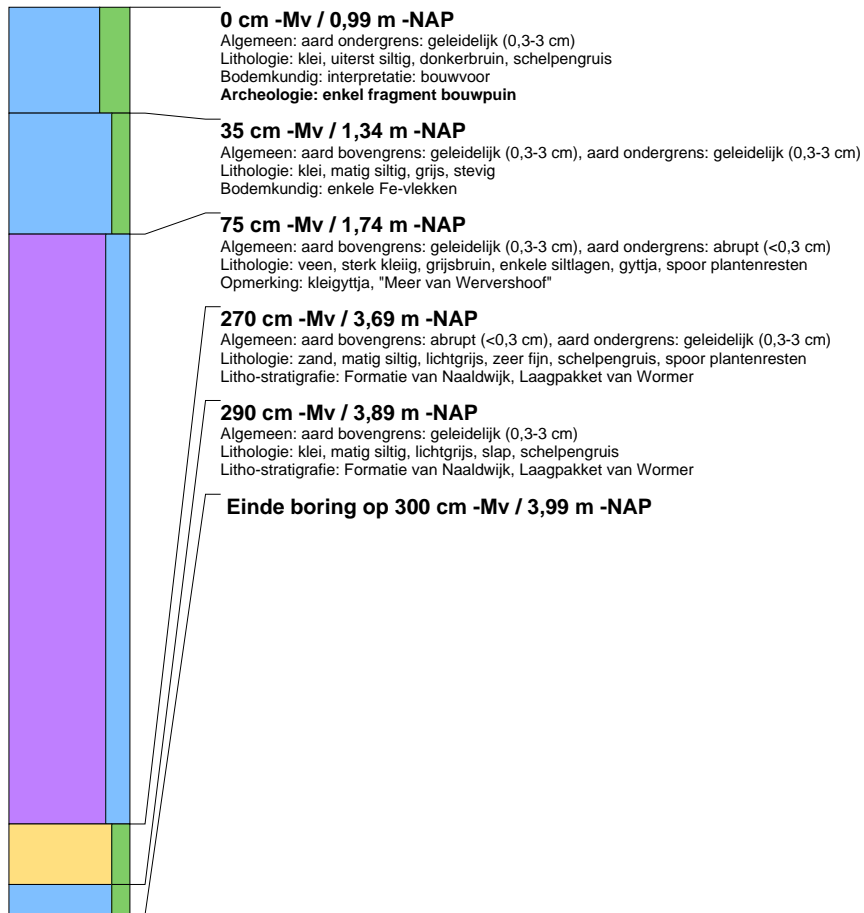 0 cm -Mv / 0,99 m -NAP
Algemeen: aard ondergrens: geleidelijk (0,3-3 cm)
Lithologie: klei, uiterst siltig, donkerbruin, schelpengruis
Bodemkundig: interpretatie: bouwvoor
Archeologie: enkel fragment bouwpuin
35 cm -Mv / 1,34 m -NAP
Algemeen: aard bovengrens: geleidelijk (0,3-3 cm), aard ondergrens: geleidelijk (0,3-3 cm)
Lithologie: klei, matig siltig, grijs, stevig
Bodemkundig: enkele Fe-vlekken
75 cm -Mv / 1,74 m -NAP
Algemeen: aard bovengrens: geleidelijk (0,3-3 cm), aard ondergrens: abrupt (<0,3 cm)
Lithologie: veen, sterk kleiig, grijsbruin, enkele siltlagen, gyttja, spoor plantenresten
Opmerking: kleigyttja, "Meer van Wervershoof"
270 cm -Mv / 3,69 m -NAP
Algemeen: aard bovengrens: abrupt (<0,3 cm), aard ondergrens: geleidelijk (0,3-3 cm)
Lithologie: zand, matig siltig, lichtgrijs, zeer fijn, schelpengruis, spoor plantenresten
Litho-stratigrafie: Formatie van Naaldwijk, Laagpakket van Wormer
290 cm -Mv / 3,89 m -NAP
Algemeen: aard bovengrens: geleidelijk (0,3-3 cm)
Lithologie: klei, matig siltig, lichtgrijs, slap, schelpengruis
Litho-stratigrafie: Formatie van Naaldwijk, Laagpakket van Wormer
Einde boring op 300 cm -Mv / 3,99 m -NAP